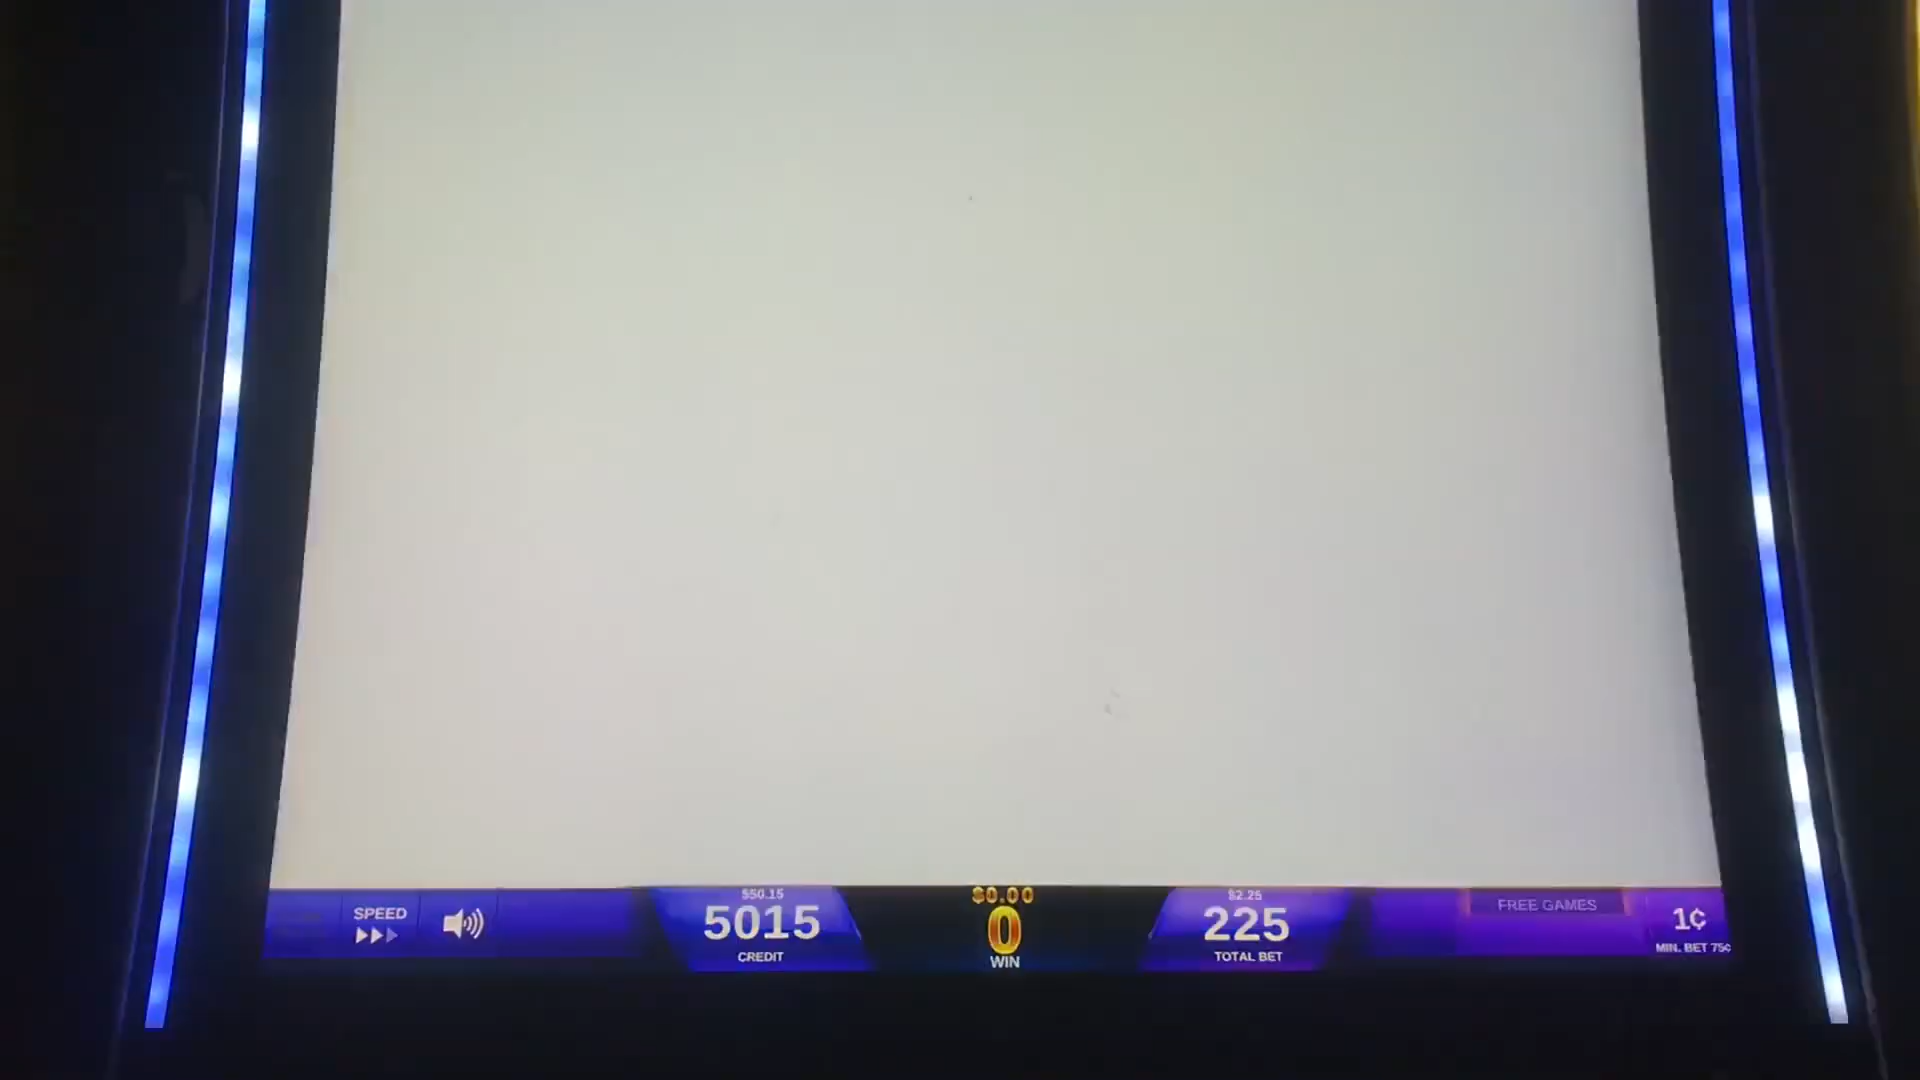 SPEED
$50.15
5015
CREDIT
$0.00
0
WIN
$2.25
225
TOTAL BET
FREE GAMES
1¢
MIN. BET 75¢